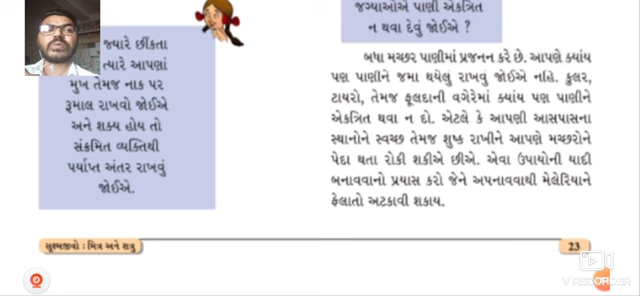 જ્યારે છીંકતા
ત્યારે આપણાં
મુખ તેમજ નાક પર
રૂમાલ રાખવો જોઈએ
અને શક્ય હોય તો
સંક્રમિત વ્યક્તિથી
પર્યાપ્ત અંતર રાખવું
જોઈએ.
જગ્યાઓએ પાણી એકત્રિત
ન થવા દેવું જોઈએ ?
બધા મચ્છર પાણીમાં પ્રજનન કરે છે. આપણે ક્યાંય
પણ પાણીને જમા થયેલું રાખવું જોઈએ નહિ. કુલર,
ટાયરો, તેમજ ફૂલદાની વગેરેમાં ક્યાંય પણ પાણીને
એકત્રિત થવા ન દો. એટલે કે આપણી આસપાસના
સ્થાનોને સ્વચ્છ તેમજ શુષ્ક રાખીને આપણે મચ્છરોને
પેદા થતા રોકી શકીએ છીએ. એવા ઉપાયોની યાદી
બનાવવાનો પ્રયાસ કરો જેને અપનાવવાથી મેલેરિયાને
ફેલાતો અટકાવી શકાય.
સૂક્ષ્મજીવો : મિત્ર અને શત્રુ
23
V RECORDER